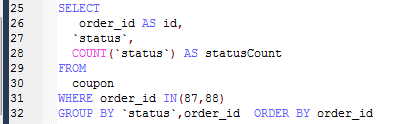 25 SELECT
26 order_id AS id,
27 `status`,
28 COUNT(`status`) AS statusCount
29 FROM
30 coupon
31 WHERE order_id IN(87,88)
32 GROUP BY `status`,order_id ORDER BY order_id